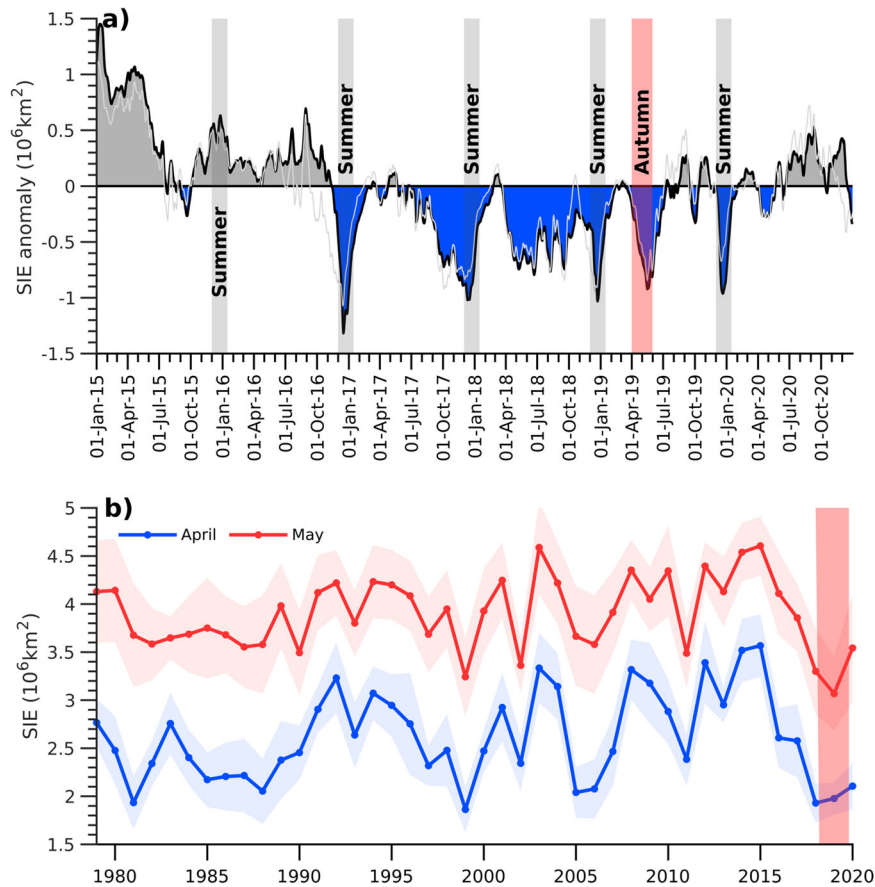 a)
SIE anomaly (10⁶km²)
1.5
1
0.5
0
-0.5
-1
-1.5
Summer
Summer
Summer
Summer
Autumn
Summer
01-Jan-15
01-Apr-15
01-Jul-15
01-Oct-15
01-Jan-16
01-Apr-16
01-Jul-16
01-Oct-16
01-Jan-17
01-Apr-17
01-Jul-17
01-Oct-17
01-Jan-18
01-Apr-18
01-Jul-18
01-Oct-18
01-Jan-19
01-Apr-19
01-Jul-19
01-Oct-19
01-Jan-20
01-Apr-20
01-Jul-20
01-Oct-20
b)
April May
SIE (10⁶km²)
5
4.5
4
3.5
3
2.5
2
1.5
1980 1985 1990 1995 2000 2005 2010 2015 2020